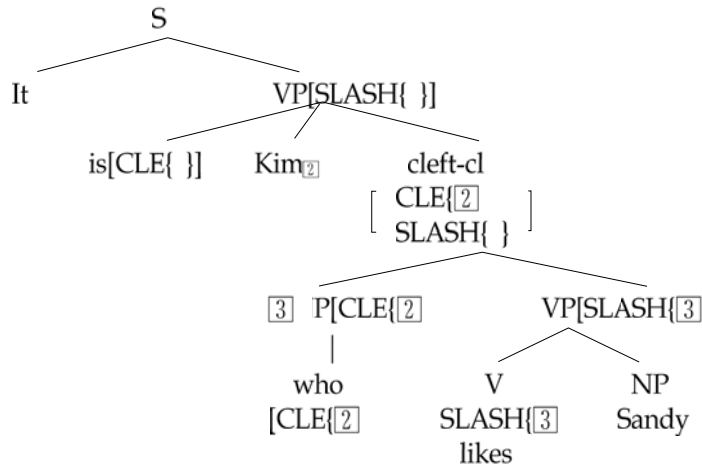 S
It VP[SLASH{ }]
is[CLE{ }] Kim2 cleft-cl
CLE{2
SLASH{ }
3 P[CLE{2 VP[SLASH{3
who V NP
[CLE{2 SLASH{3 Sandy
likes